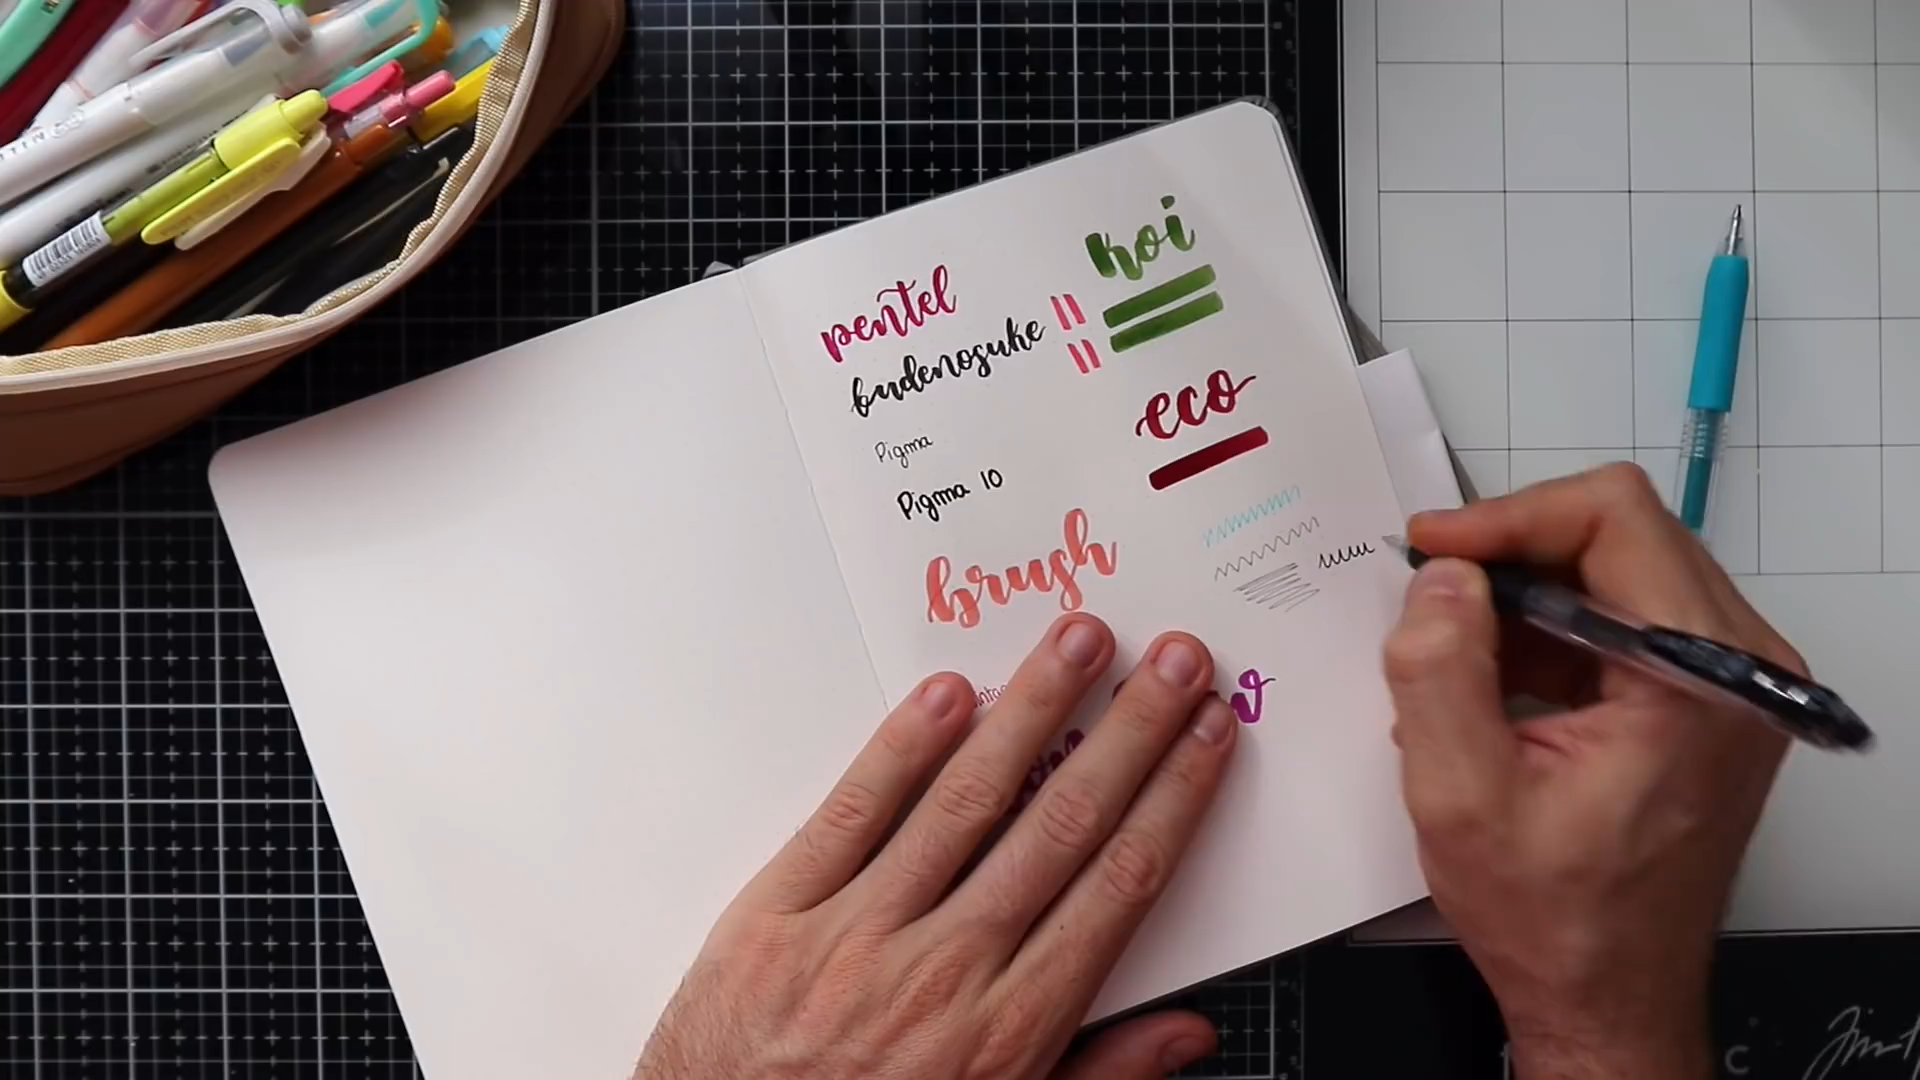 pentel
koi
fudenosuke
eco
Pigma
Pigma 10
brush